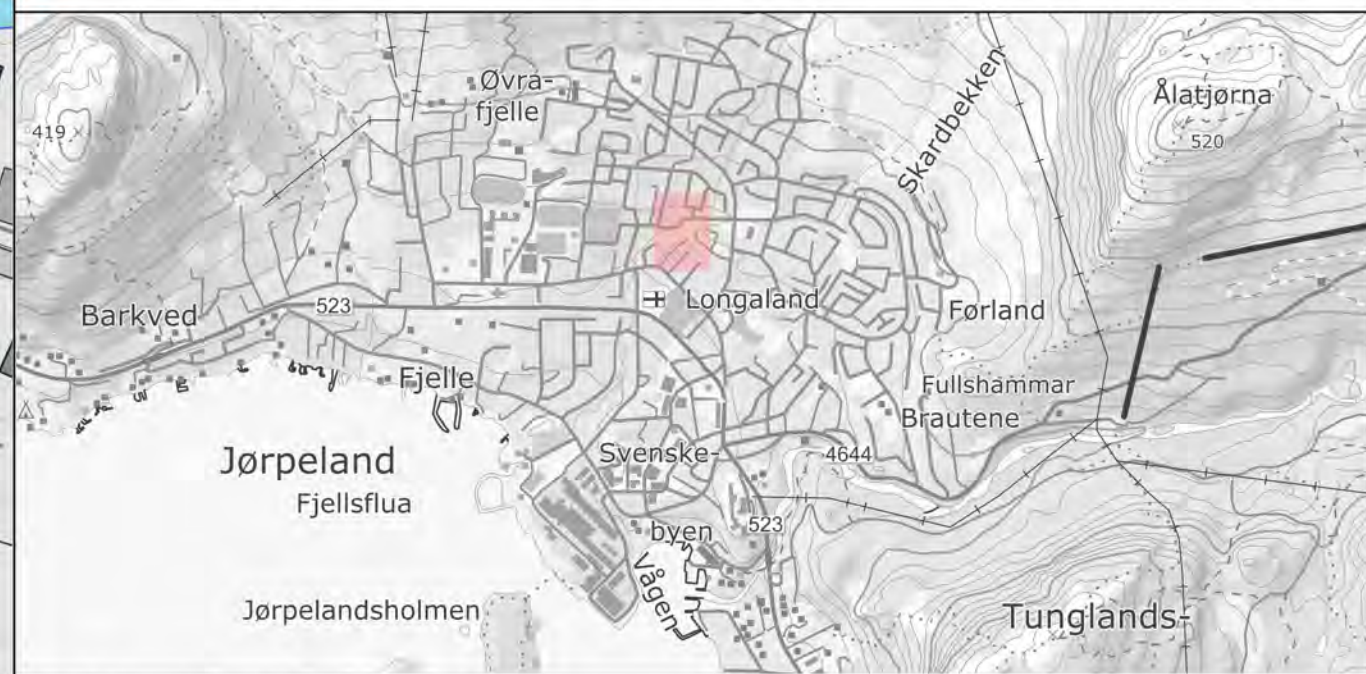 Øvra-
fjelle
Skardbekken
Ålatjørna
520
419
Barkved
523
Longaland
Førland
Fjelle
Fullshammar
Brautene
Jørpeland
Svenske-
4644
Fjellsflua
byen
523
Vågen
Jørpelandsholmen
Tunglands-